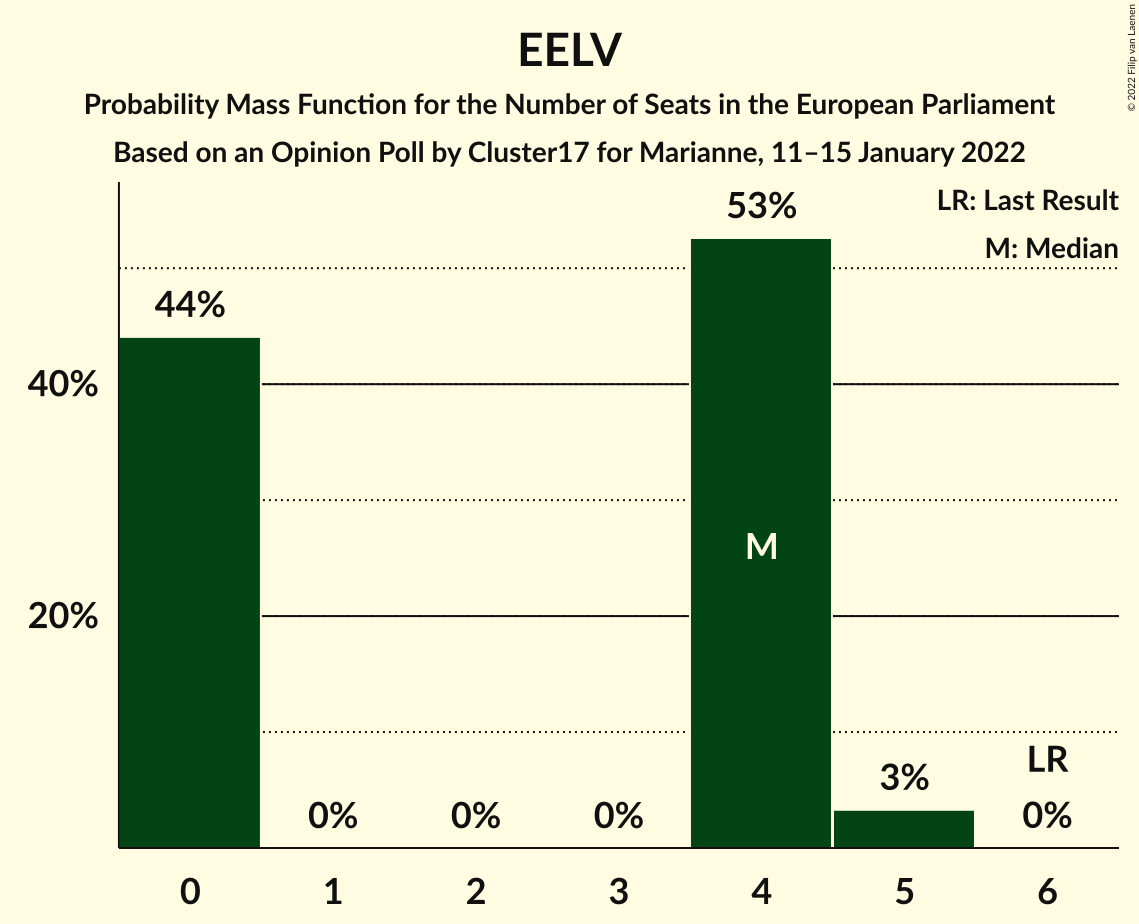 EELV
Probability Mass Function for the Number of Seats in the European Parliament
Based on an Opinion Poll by Cluster17 for Marianne, 11–15 January 2022
© 2022 Filip van Laenen
LR: Last Result
M: Median
53%
44%
40%
M
20%
LR
3%
0%
0%
0%
0%
0
1
2
3
4
5
6